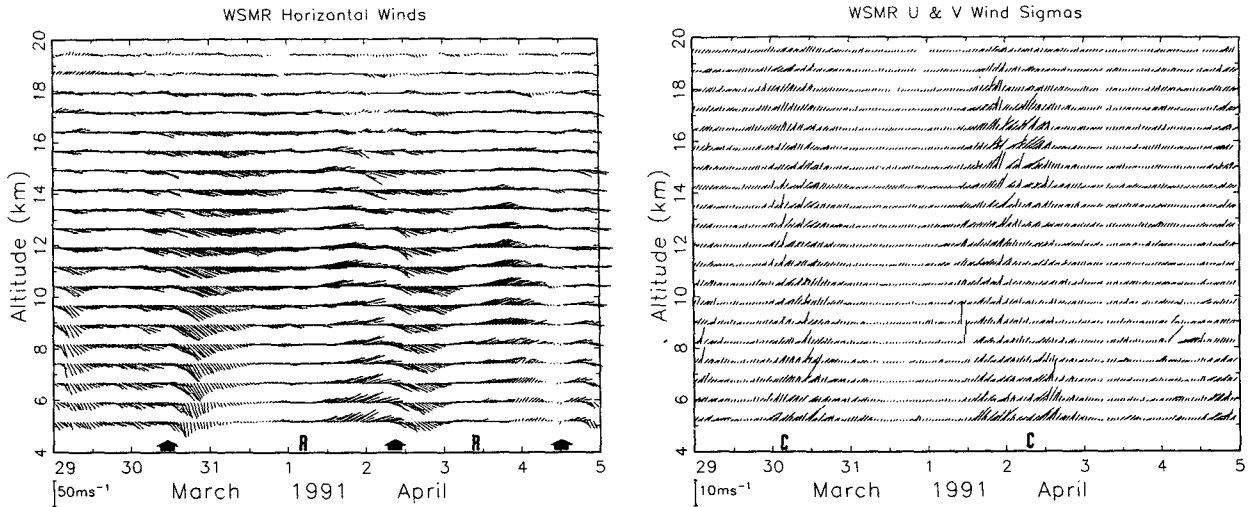 WSMR Horizontal Winds
Altitude (km)
20
18
16
14
12
10
8
6
4
R R
29 30 31 1 2 3 4 5
50ms⁻¹ March 1991 April
WSMR U & V Wind Sigmas
Altitude (km)
20
18
16
14
12
10
8
6
4
C C
29 30 31 1 2 3 4 5
10ms⁻¹ March 1991 April